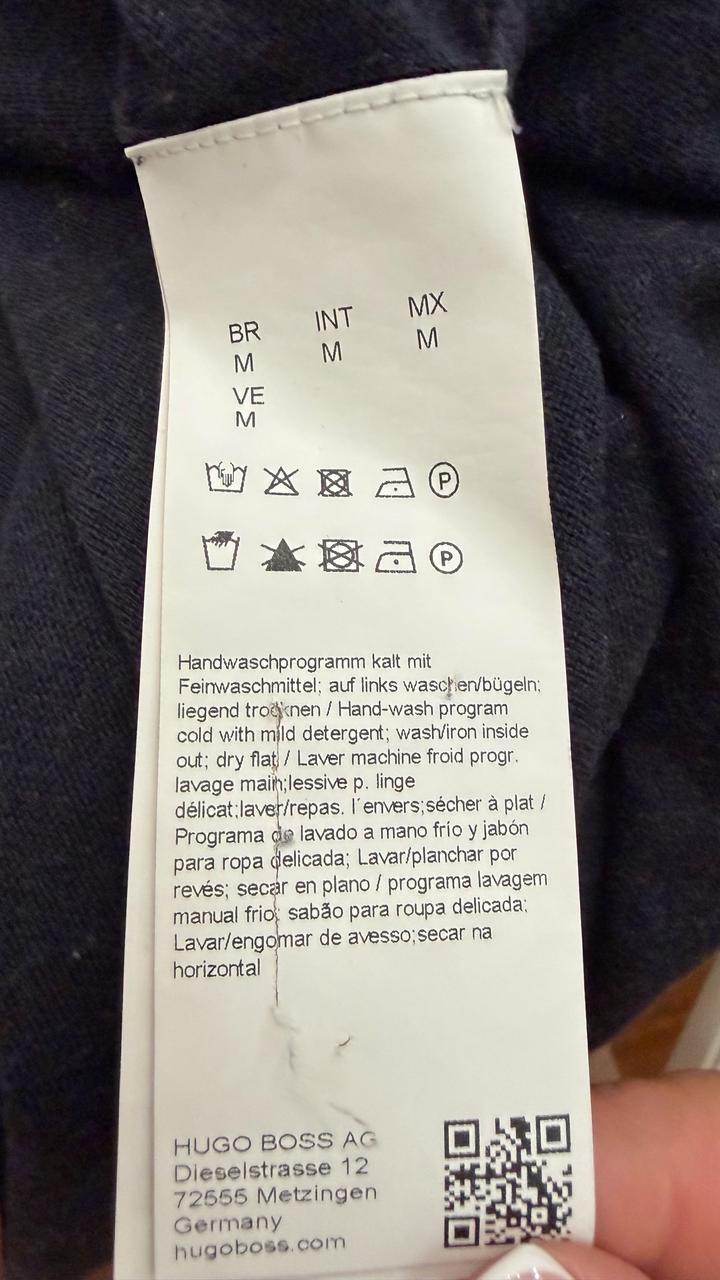 BR INT MX
M M M
VE
M
P
P
Handwaschprogramm kalt mit
Feinwaschmittel; auf links waschen/bügeln;
liegend trocknen / Hand-wash program
cold with mild detergent; wash/iron inside
out; dry flat / Laver machine froid progr.
lavage main;lessive p. linge
délicat;laver/repas. l´envers;sécher à plat /
Programa de lavado a mano frío y jabón
para ropa delicada; Lavar/planchar por
revés; secar en plano / programa lavagem
manual frio; sabão para roupa delicada;
Lavar/engomar de avesso;secar na
horizontal
HUGO BOSS AG
Dieselstrasse 12
72555 Metzingen
Germany
hugoboss.com